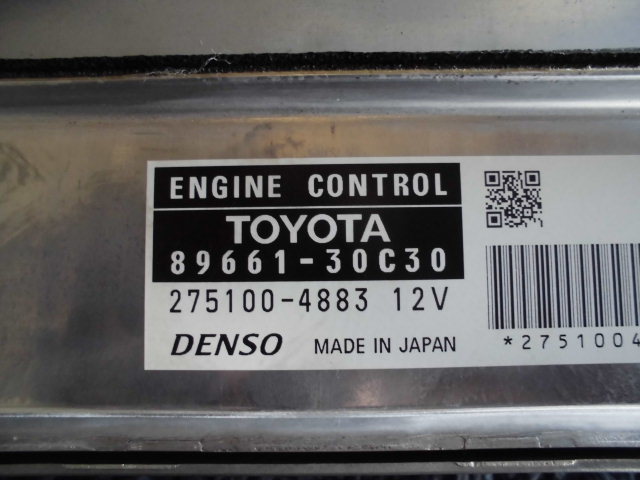 ENGINE CONTROL
TOYOTA
89661-30C30
275100-4883 12V
DENSO MADE IN JAPAN
*2751004